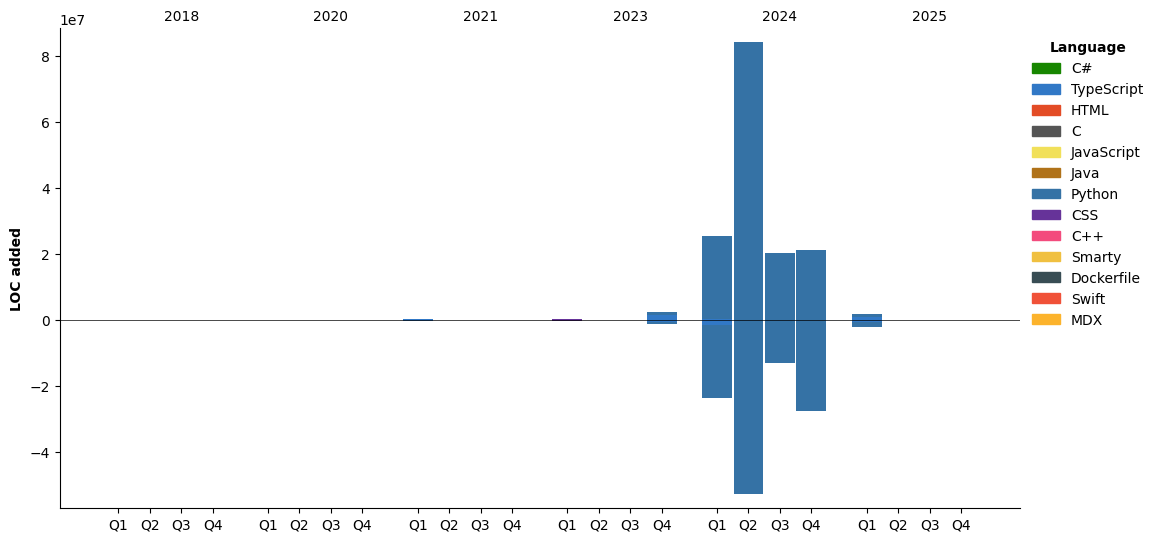 1e7
2018 2020 2021 2023 2024 2025
8
6
4
2
0
−2
−4
LOC added
Q1 Q2 Q3 Q4 Q1 Q2 Q3 Q4 Q1 Q2 Q3 Q4 Q1 Q2 Q3 Q4 Q1 Q2 Q3 Q4 Q1 Q2 Q3 Q4
Language
C#
TypeScript
HTML
C
JavaScript
Java
Python
CSS
C++
Smarty
Dockerfile
Swift
MDX